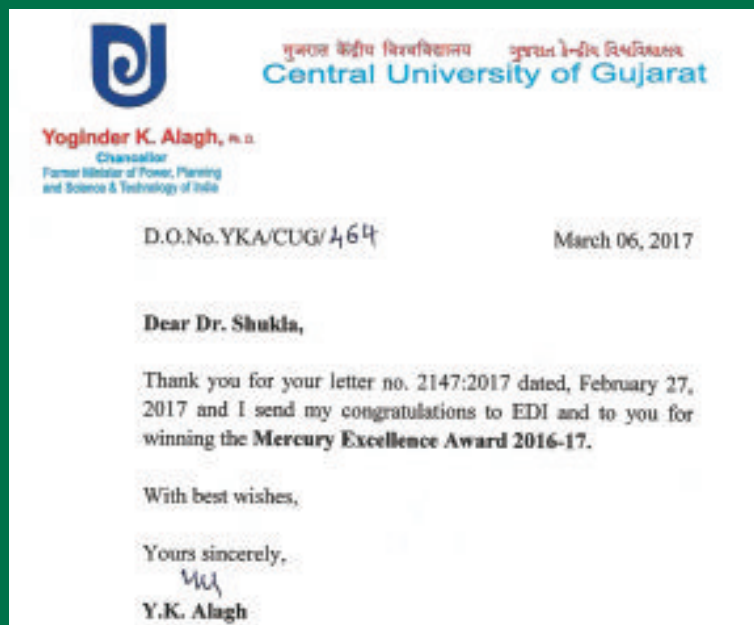 गुजरात केंद्रीय विश्वविद्यालय ગુજરાત કેન્દ્રીય વિશ્વવિદ્યાલય
Central University of Gujarat
Yoginder K. Alagh, Ph. D.
Chancellor
Former Minister of Power, Planning
and Science & Technology of India
D.O.No.YKA/CUG/464
March 06, 2017
Dear Dr. Shukla,
Thank you for your letter no. 2147:2017 dated, February 27,
2017 and I send my congratulations to EDI and to you for
winning the Mercury Excellence Award 2016-17.
With best wishes,
Yours sincerely,
Y.K. Alagh